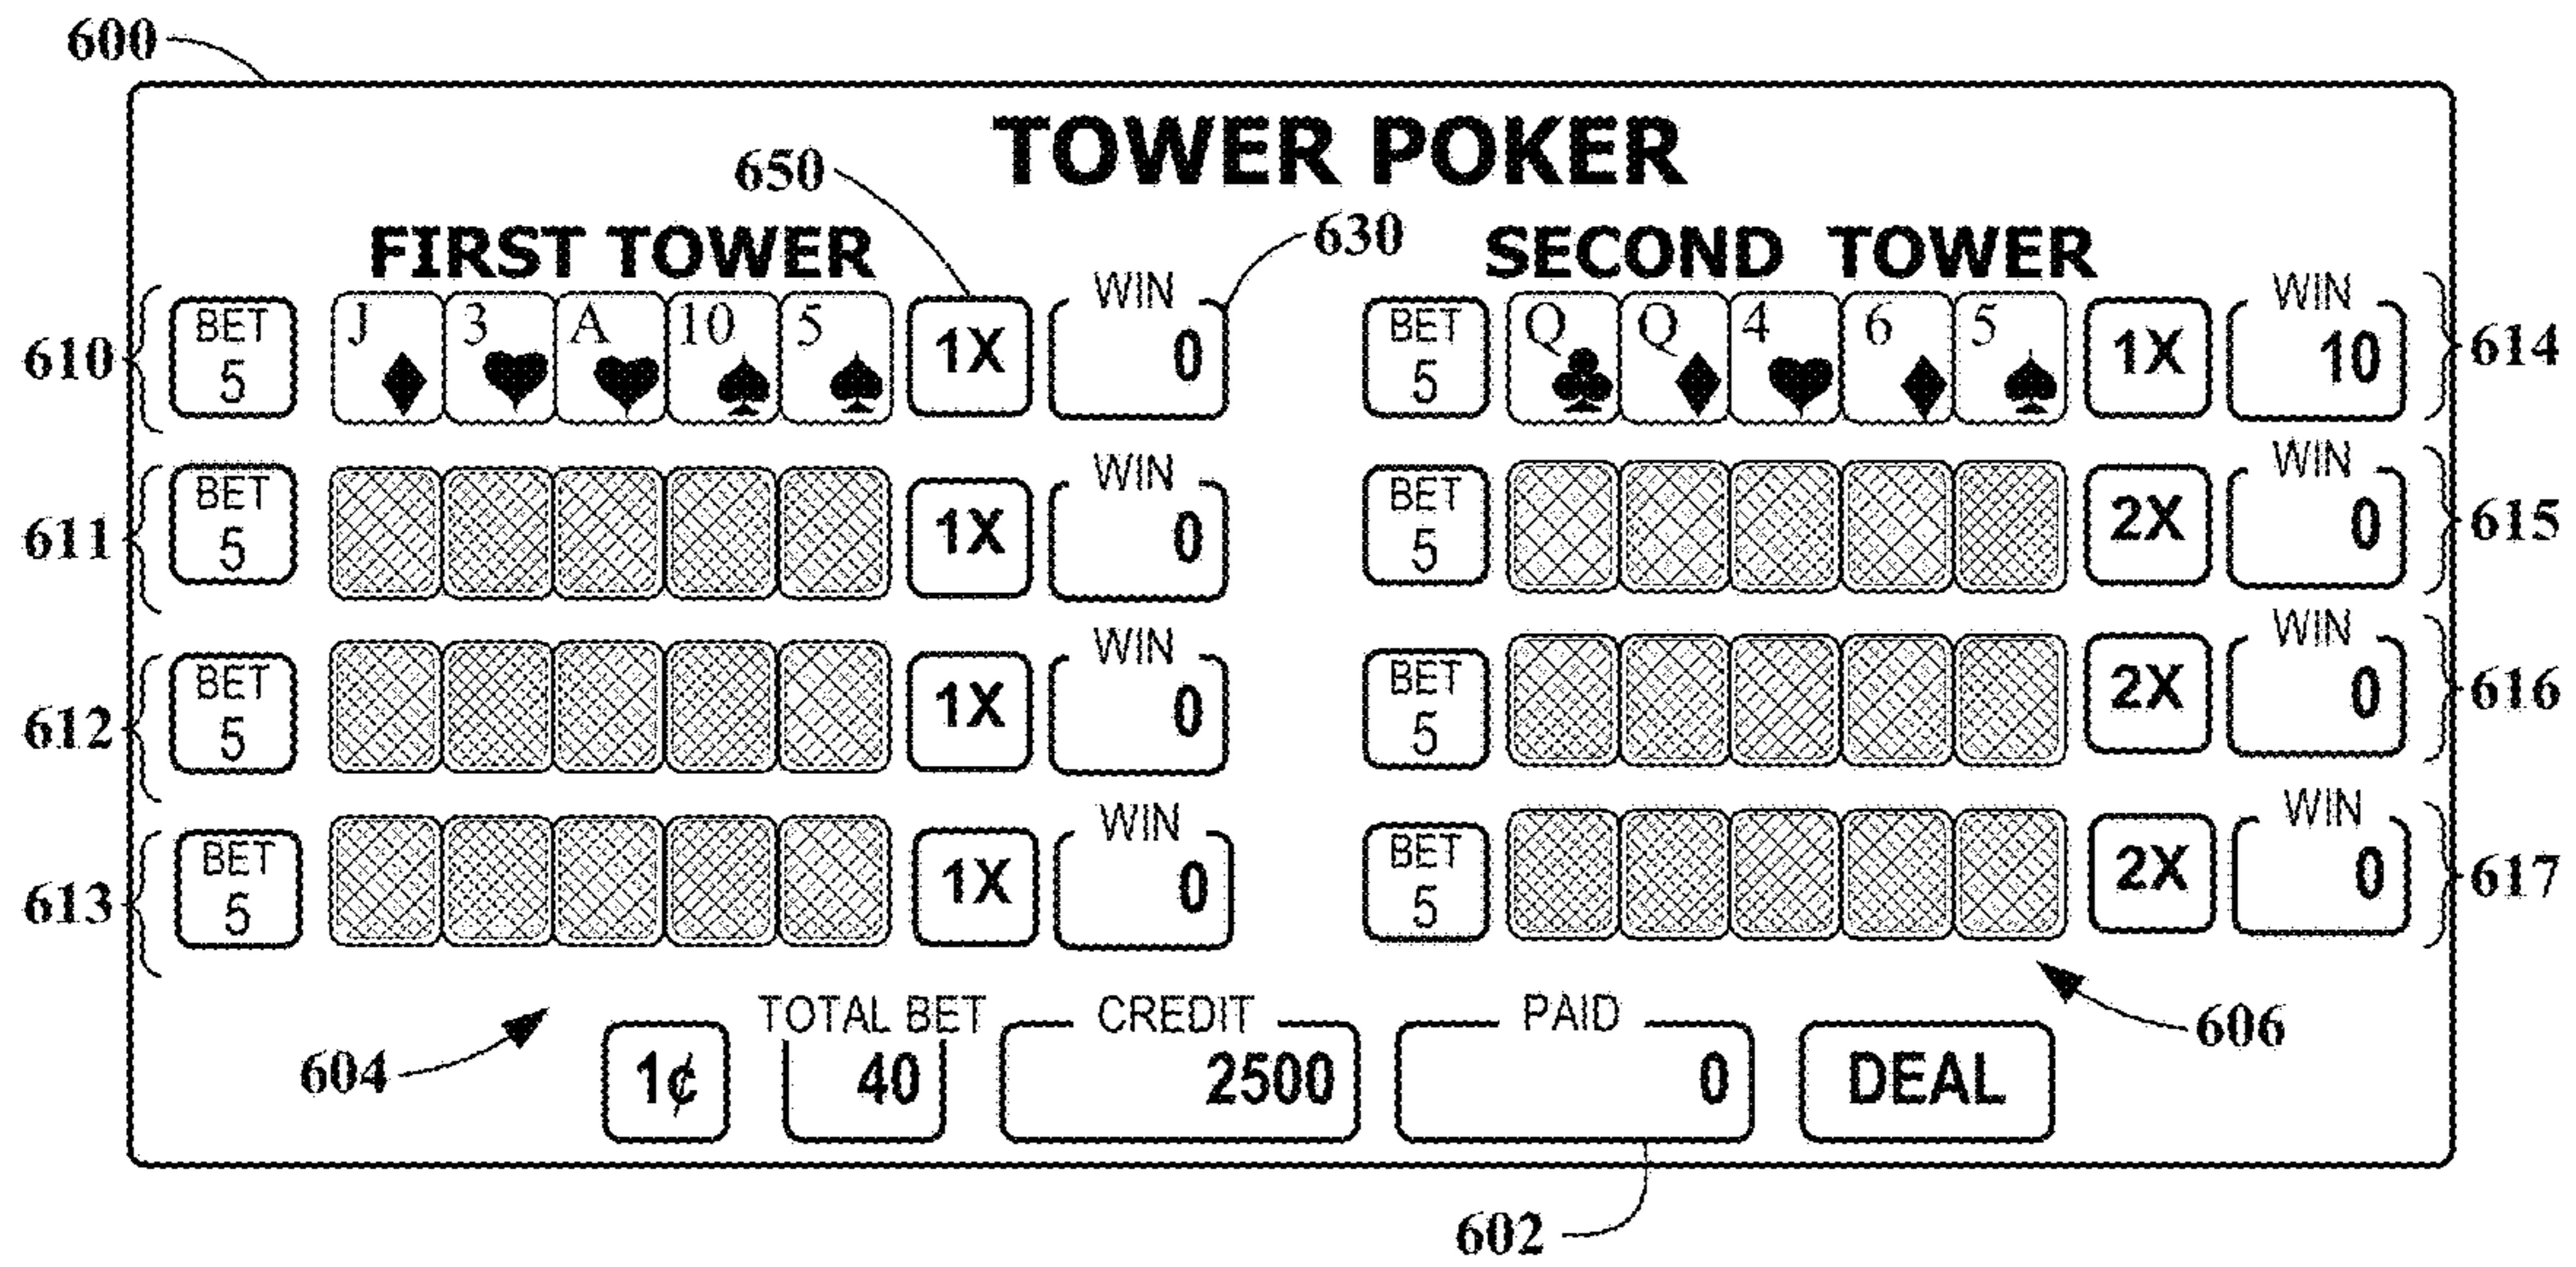 600
TOWER POKER
650
630
FIRST TOWER
SECOND TOWER
610
BET
5
J
3
A
10
5
1X
WIN
0
BET
5
Q
Q
4
6
5
1X
WIN
10
614
611
BET
5
1X
WIN
0
BET
5
2X
WIN
0
615
612
BET
5
1X
WIN
0
BET
5
2X
WIN
0
616
613
BET
5
1X
WIN
0
BET
5
2X
WIN
0
617
604
1¢
TOTAL BET
40
CREDIT
2500
PAID
0
DEAL
606
602